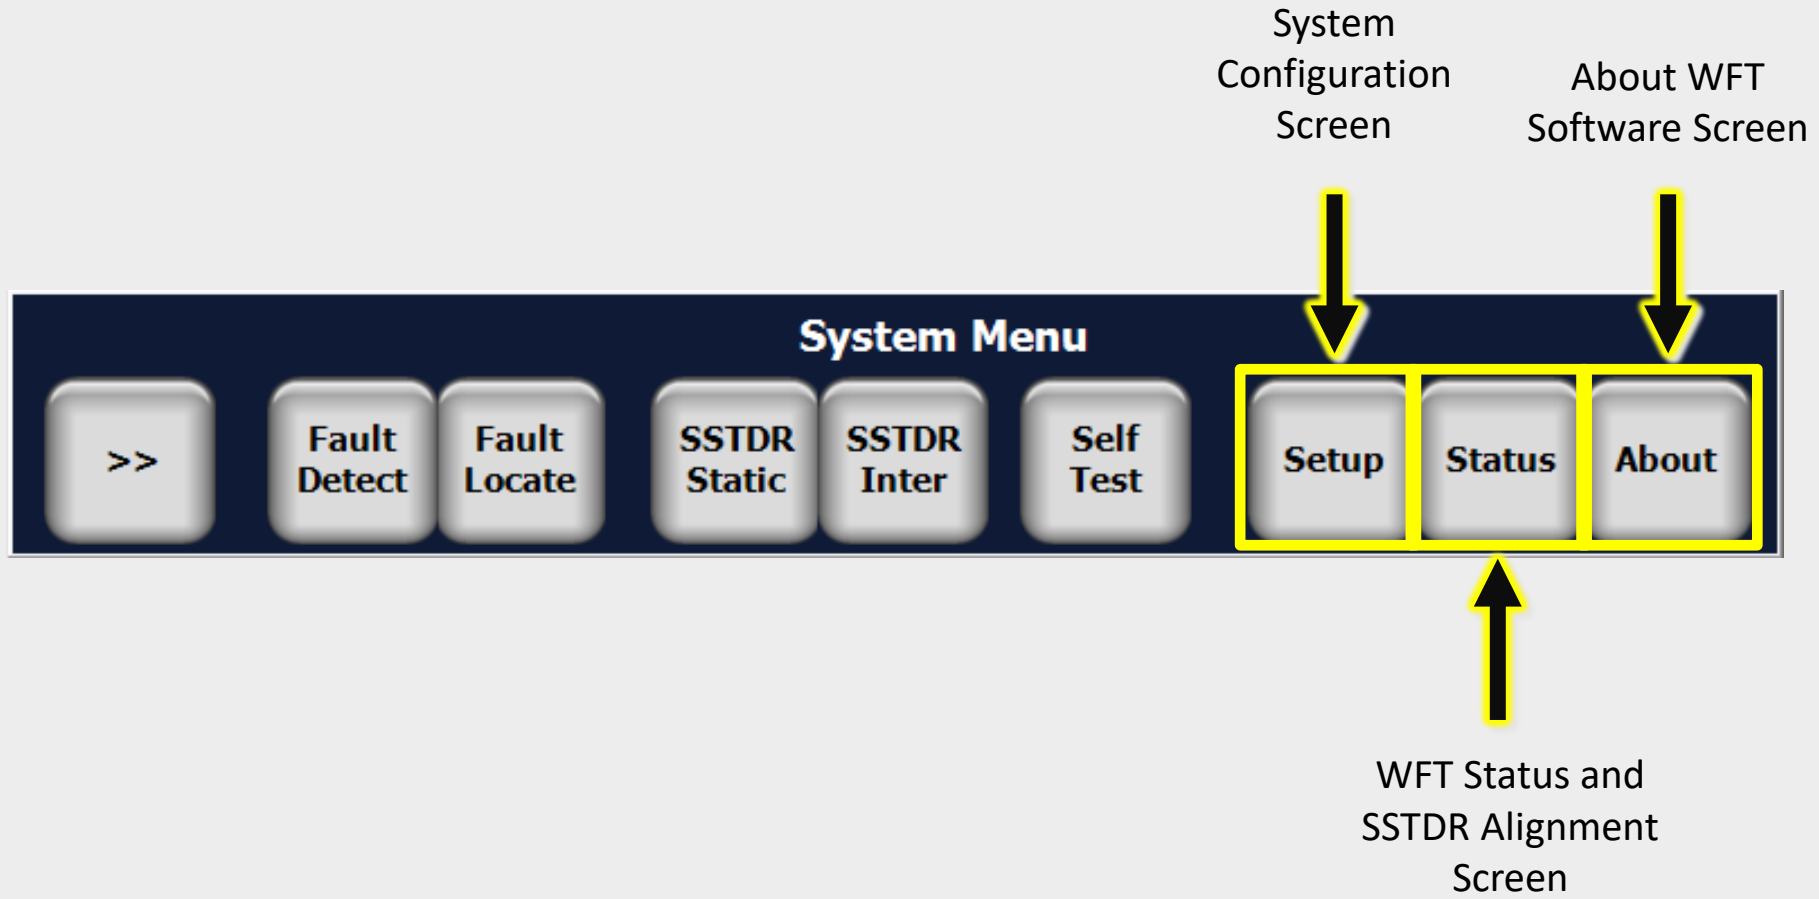 System
Configuration
Screen
About WFT
Software Screen
System Menu
>>
Fault
Detect
Fault
Locate
SSTDR
Static
SSTDR
Inter
Self
Test
Setup
Status
About
WFT Status and
SSTDR Alignment
Screen